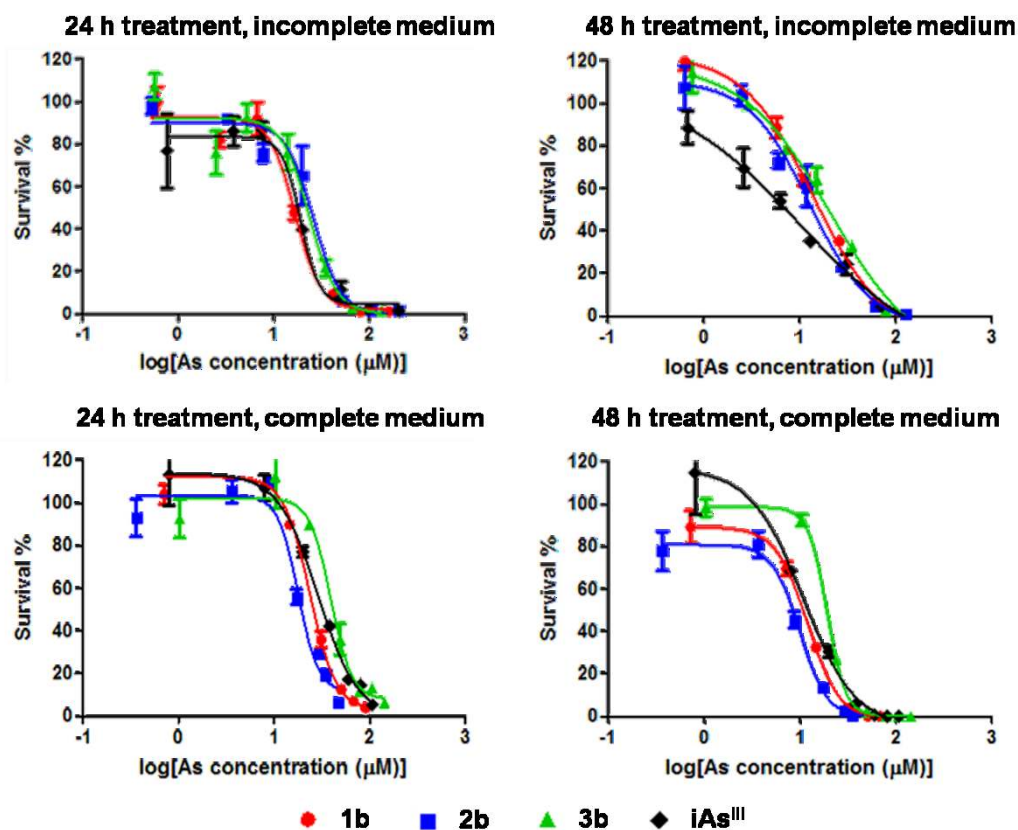 24 h treatment, incomplete medium
48 h treatment, incomplete medium
120
100
80
60
40
20
0
Survival %
-1 0 1 2 3
log[As concentration (µM)]
120
100
80
60
40
20
0
Survival %
-1 0 1 2 3
log[As concentration (µM)]
24 h treatment, complete medium
48 h treatment, complete medium
120
100
80
60
40
20
0
Survival %
-1 0 1 2 3
log[As concentration (µM)]
120
100
80
60
40
20
0
Survival %
-1 0 1 2 3
log[As concentration (µM)]
1b 2b 3b iAsIII